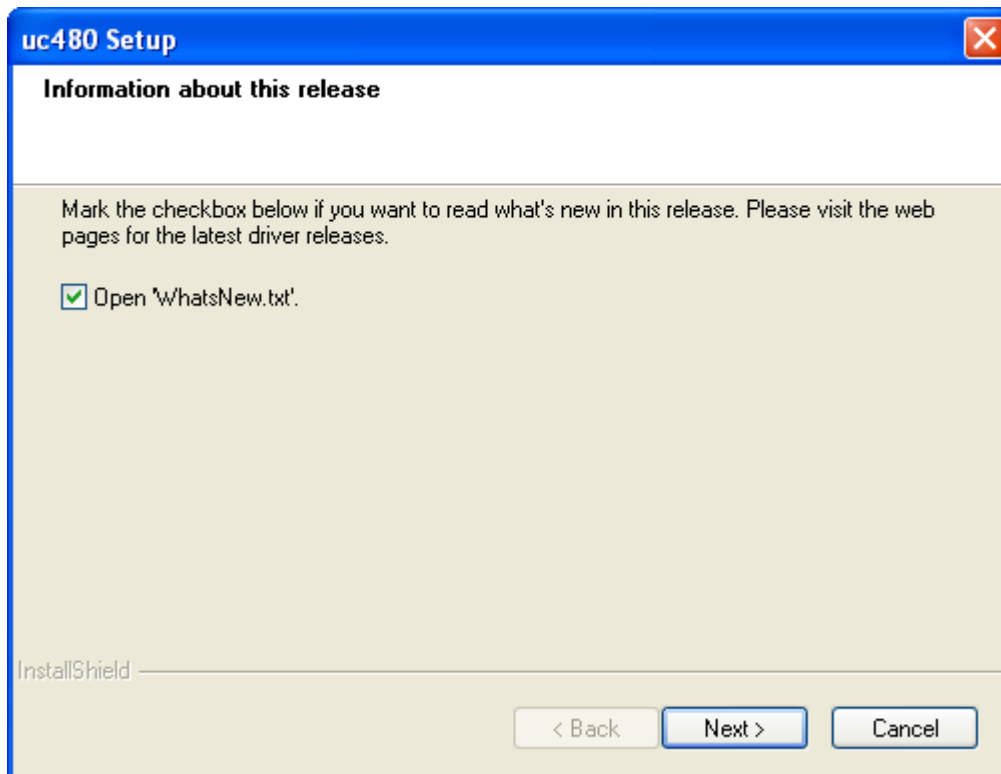 uc480 Setup
Information about this release
Mark the checkbox below if you want to read what's new in this release. Please visit the web
pages for the latest driver releases.
Open 'WhatsNew.txt'.
InstallShield
< Back
Next >
Cancel